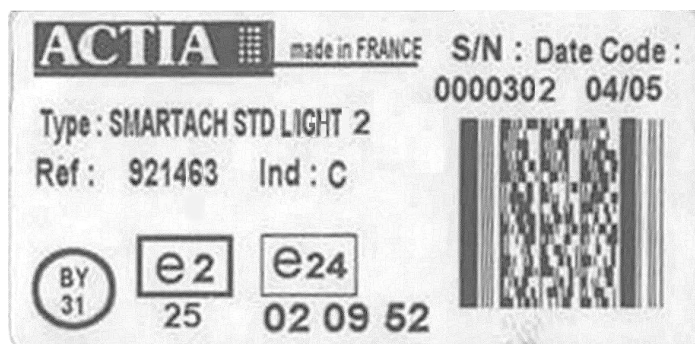 ACTIA made in FRANCE
S/N : Date Code :
0000302 04/05
Type : SMARTACH STD LIGHT 2
Ref : 921463 Ind : C
BY
31
e2
25
e24
02 09 52